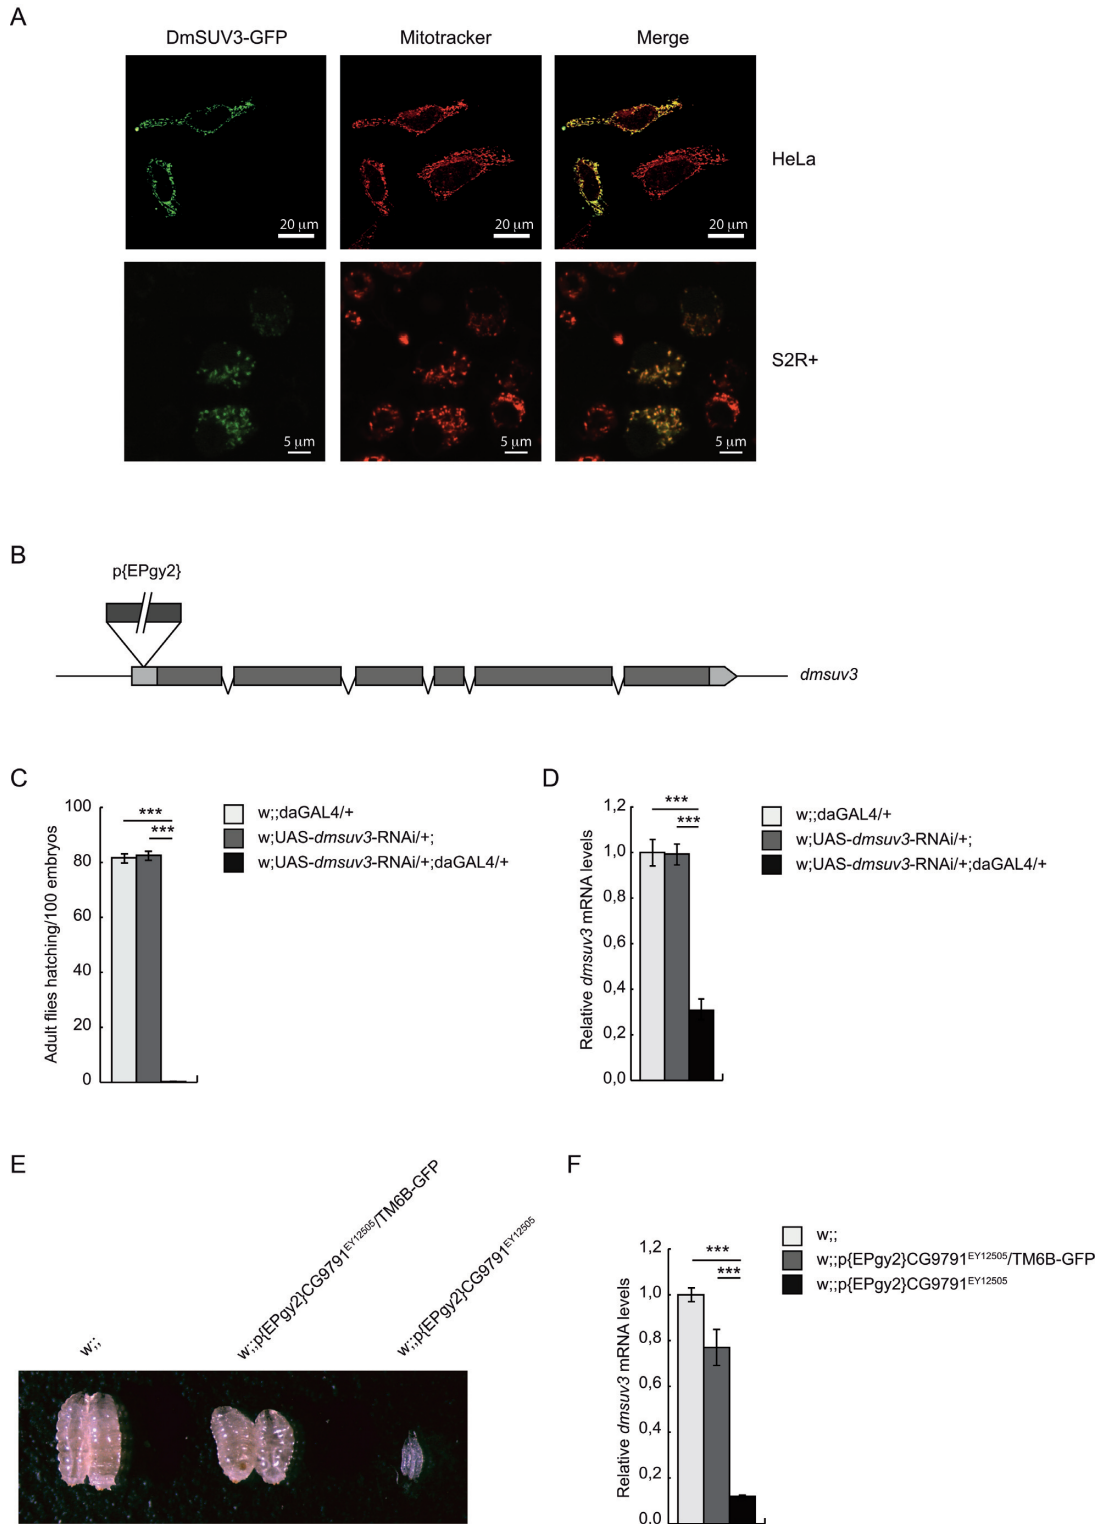 A
DmSUV3-GFP
Mitotracker
Merge
20 µm
20 µm
20 µm
HeLa
5 µm
5 µm
5 µm
S2R+
B
p{EPgy2}
dmsuv3
C
Adult flies hatching/100 embryos
100
80
60
40
20
0
***
***
w;;daGAL4/+
w;UAS-dmsuv3-RNAi/+;
w;UAS-dmsuv3-RNAi/+;daGAL4/+
D
Relative dmsuv3 mRNA levels
1,2
1,0
0,8
0,6
0,4
0,2
0,0
***
***
w;;daGAL4/+
w;UAS-dmsuv3-RNAi/+;
w;UAS-dmsuv3-RNAi/+;daGAL4/+
E
w;;
w;;p{EPgy2}CG9791EY12505/TM6B-GFP
w;;p{EPgy2}CG9791EY12505
F
Relative dmsuv3 mRNA levels
1,2
1,0
0,8
0,6
0,4
0,2
0,0
***
***
w;;
w;;p{EPgy2}CG9791EY12505/TM6B-GFP
w;;p{EPgy2}CG9791EY12505